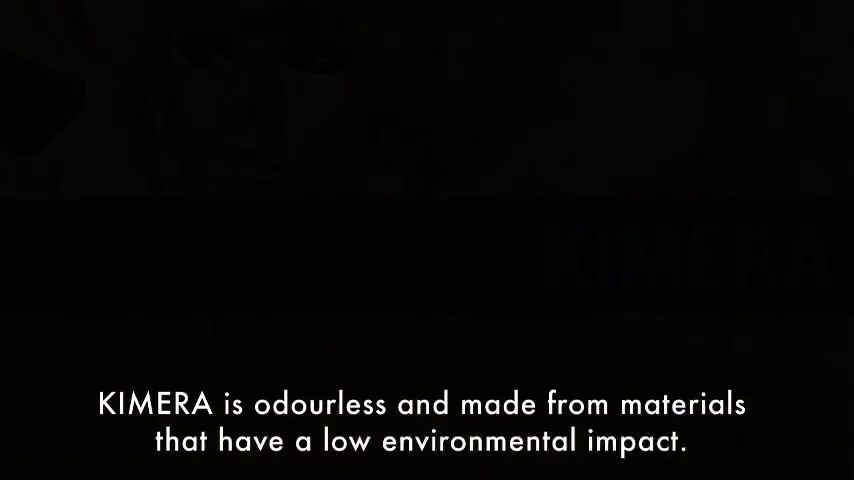 KIMERA
KIMERA is odourless and made from materials
that have a low environmental impact.